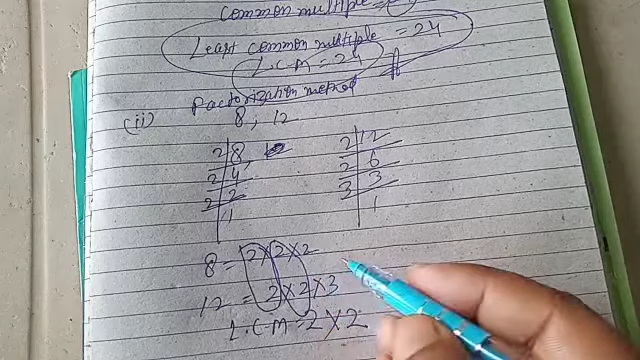 Common multiple =
Least common multiple = 24
L.C.M = 24
(ii) Factorization method
8, 12
2 8, 2 12
2 4 2 6
2 2 3 3
1 1
8 = 2×2×2
12 = 2×2×3
L.C.M = 2×2